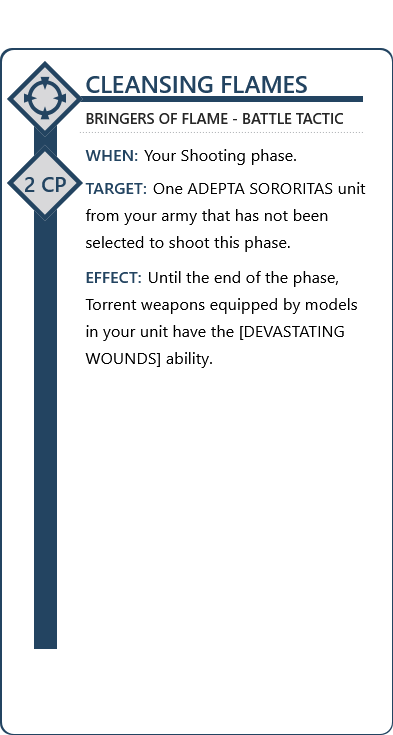 CLEANSING FLAMES
BRINGERS OF FLAME - BATTLE TACTIC
WHEN: Your Shooting phase.
2 CP
TARGET: One ADEPTA SORORITAS unit
from your army that has not been
selected to shoot this phase.
EFFECT: Until the end of the phase,
Torrent weapons equipped by models
in your unit have the [DEVASTATING
WOUNDS] ability.